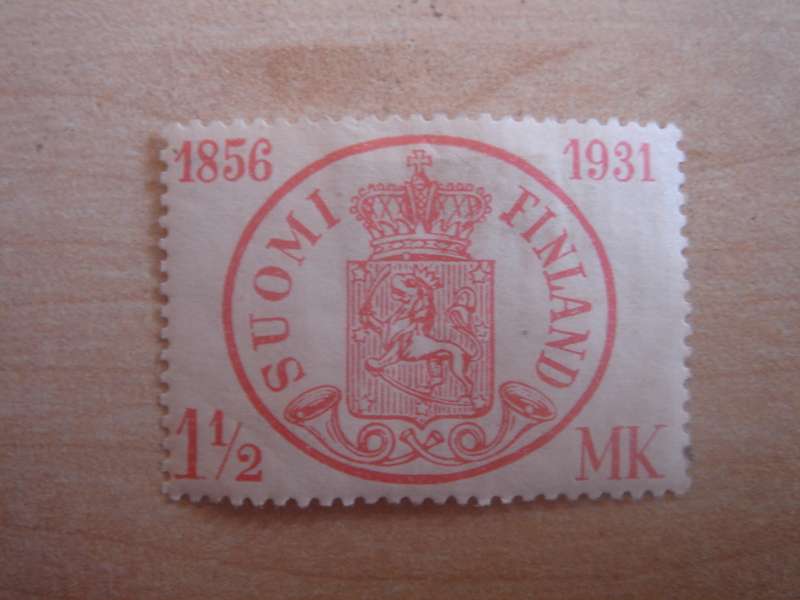 1856 1931
SUOMI FINLAND
1½ MK